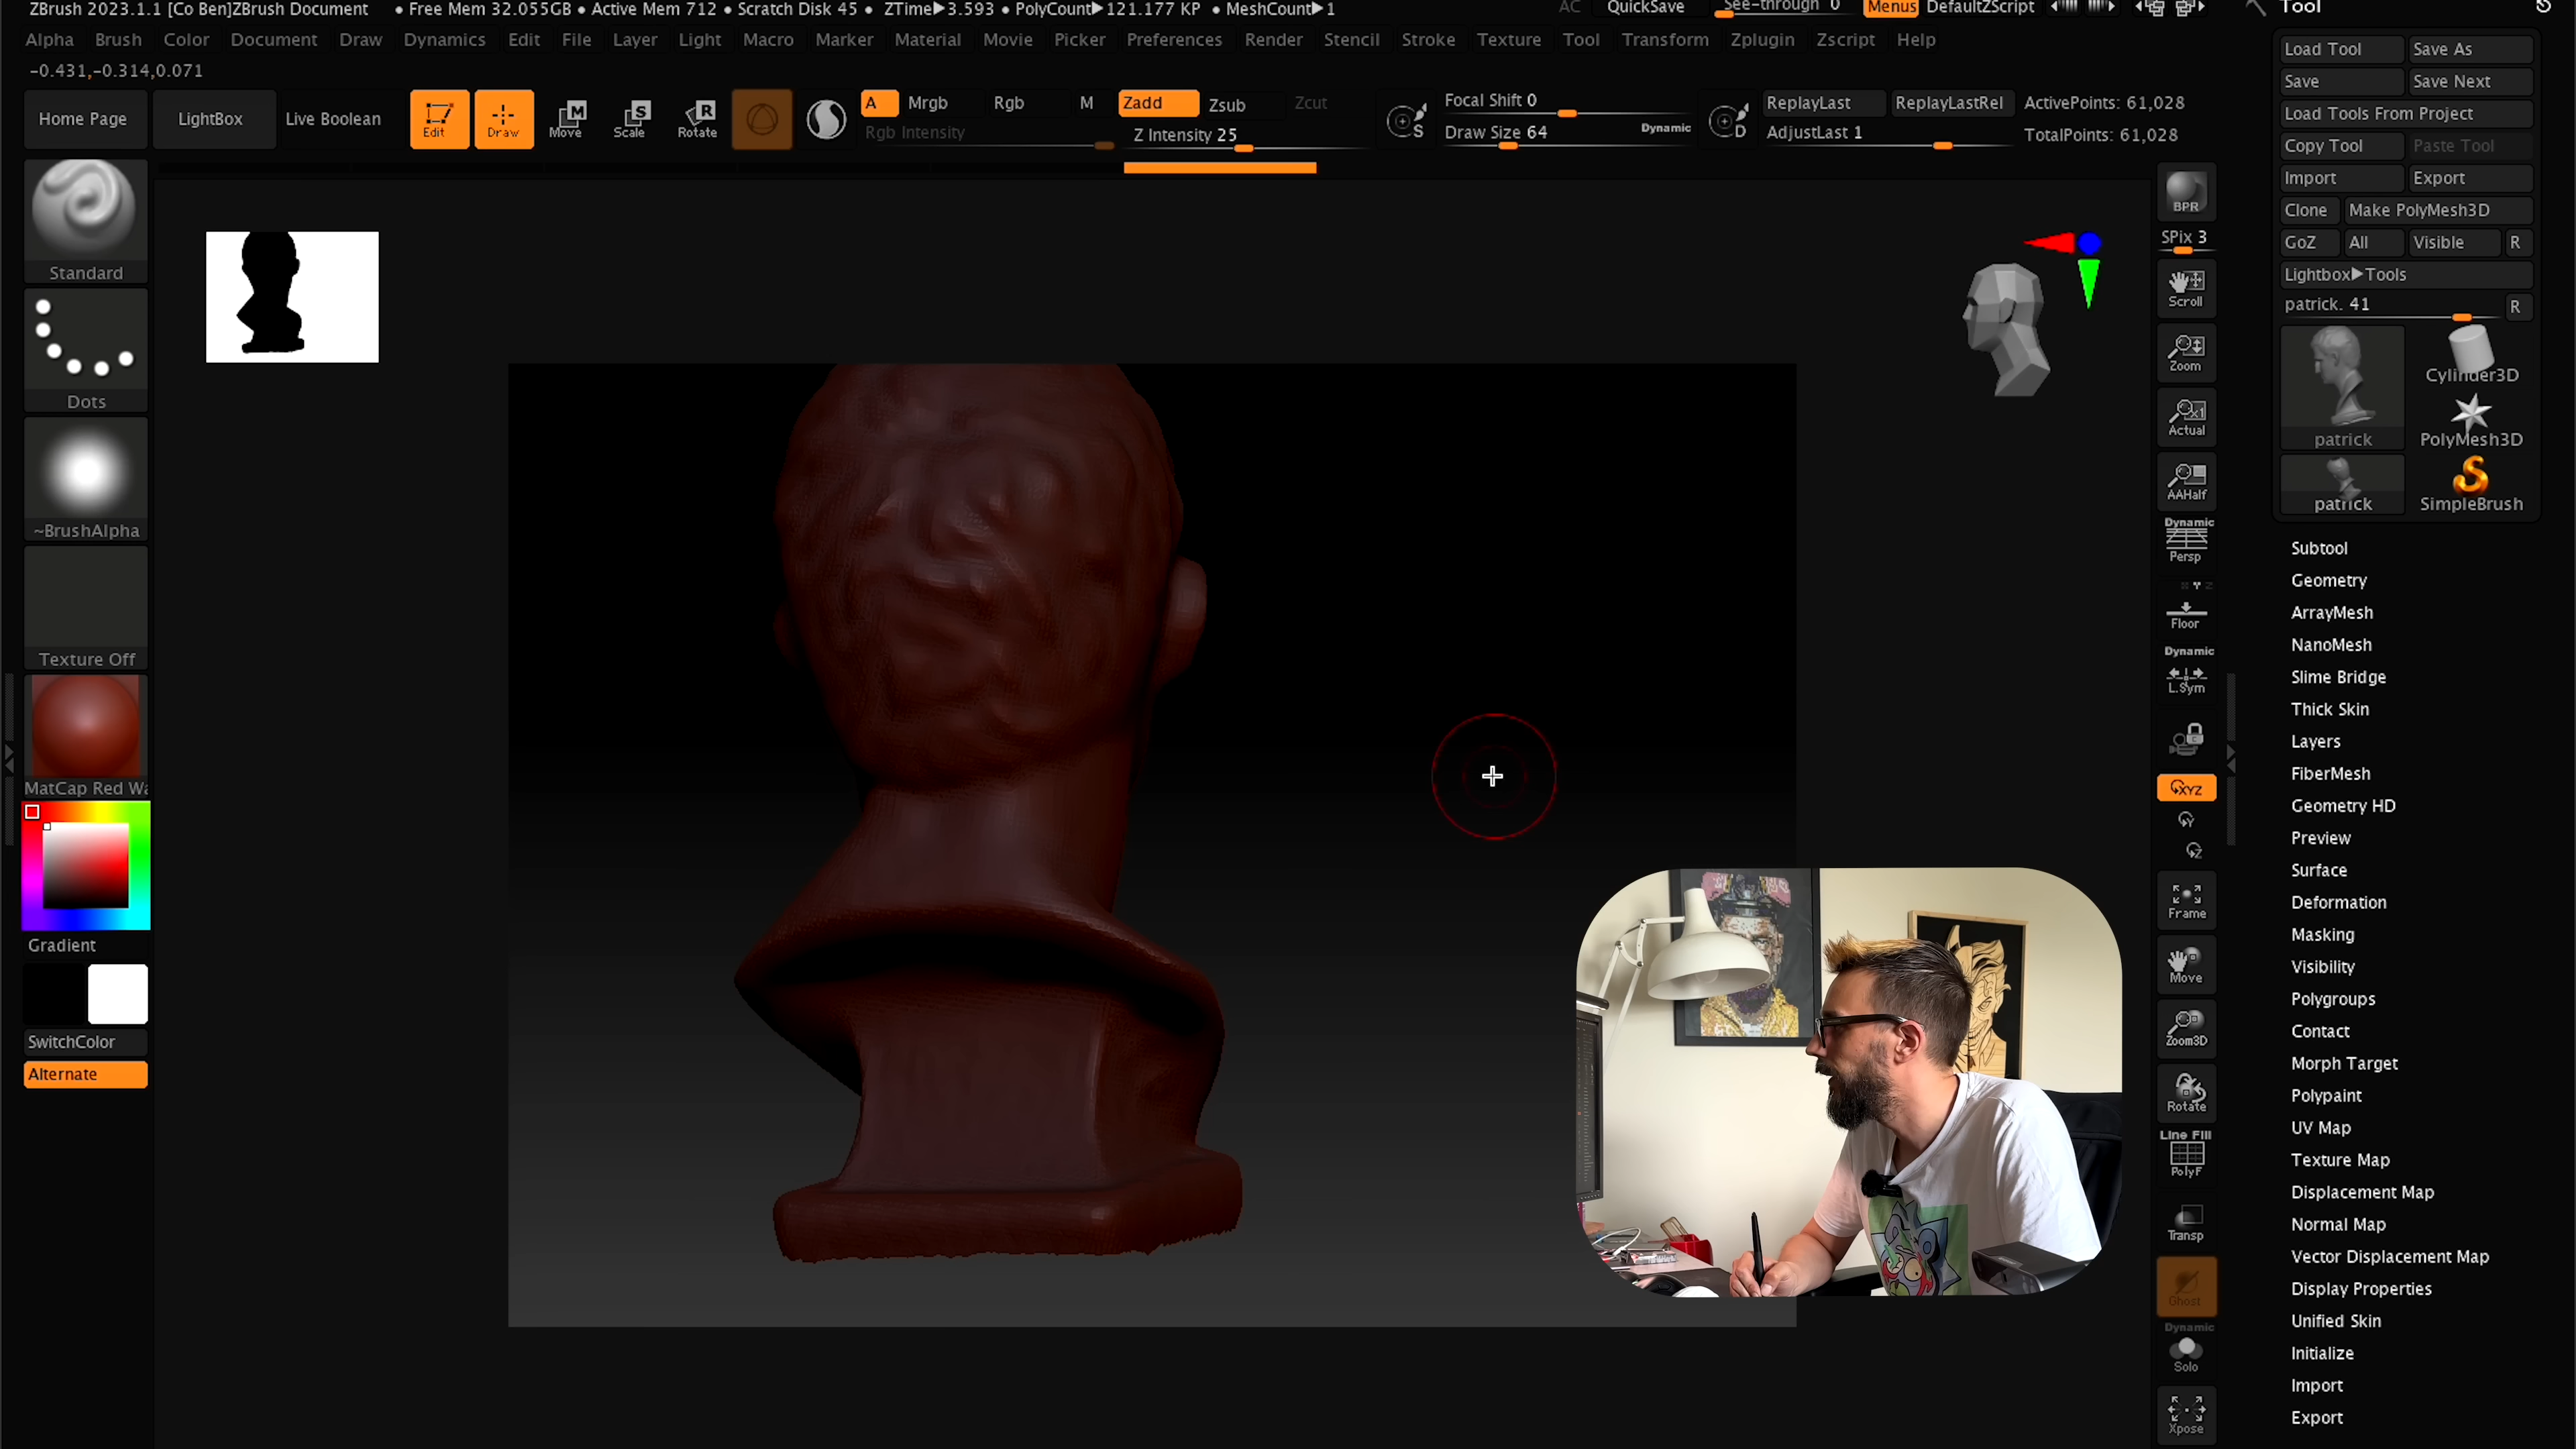 ZBrush 2023.1.1 [Co Ben]ZBrush Document • Free Mem 32.055GB • Active Mem 712 • Scratch Disk 45 • ZTime▶3.593 • PolyCount▶121.177 KP • MeshCount▶1 AC QuickSave See-through 0 Menus DefaultZScript
Alpha Brush Color Document Draw Dynamics Edit File Layer Light Macro Marker Material Movie Picker Preferences Render Stencil Stroke Texture Tool Transform Zplugin Zscript Help
-0.431,-0.314,0.071
Home Page LightBox Live Boolean Edit Draw Move Scale Rotate
A Mrgb Rgb M Zadd Zsub Zcut
Rgb Intensity Z Intensity 25
Focal Shift 0
Draw Size 64 Dynamic
ReplayLast ReplayLastRel
AdjustLast 1
ActivePoints: 61,028
TotalPoints: 61,028
Standard
Dots
~BrushAlpha
Texture Off
MatCap Red Wa
Gradient
SwitchColor
Alternate
BPR
SPix 3
Scroll
Zoom
Actual
AAHalf
Dynamic
Persp
Floor
Dynamic
L.Sym
XYZ
Y
Z
Frame
Move
Zoom3D
Rotate
Line Fill
PolyF
Transp
Ghost
Dynamic
Solo
Xpose
Tool
Load Tool Save As
Save Save Next
Load Tools From Project
Copy Tool Paste Tool
Import Export
Clone Make PolyMesh3D
GoZ All Visible R
Lightbox▶Tools
patrick. 41 R
Cylinder3D
patrick PolyMesh3D
patrick SimpleBrush
Subtool
Geometry
ArrayMesh
NanoMesh
Slime Bridge
Thick Skin
Layers
FiberMesh
Geometry HD
Preview
Surface
Deformation
Masking
Visibility
Polygroups
Contact
Morph Target
Polypaint
UV Map
Texture Map
Displacement Map
Normal Map
Vector Displacement Map
Display Properties
Unified Skin
Initialize
Import
Export